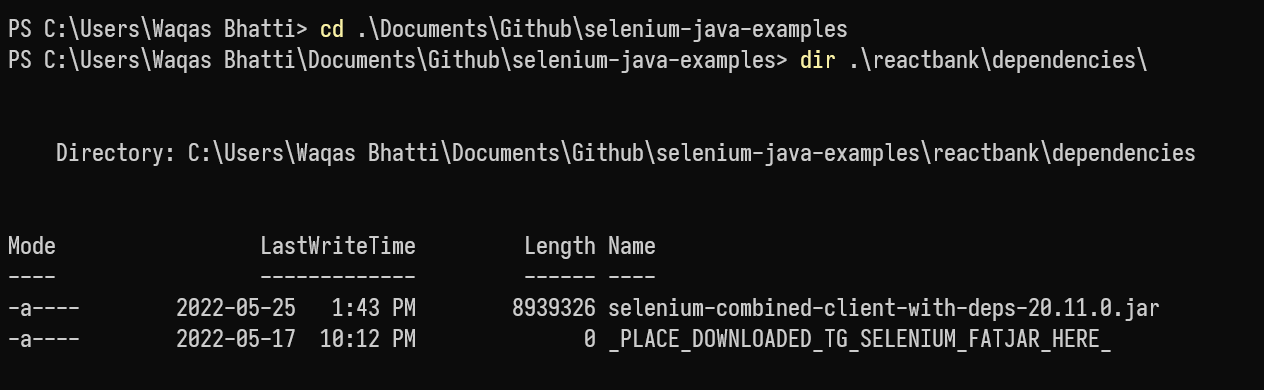 PS C:\Users\Waqas Bhatti> cd .\Documents\Github\selenium-java-examples
PS C:\Users\Waqas Bhatti\Documents\Github\selenium-java-examples> dir .\reactbank\dependencies\
Directory: C:\Users\Waqas Bhatti\Documents\Github\selenium-java-examples\reactbank\dependencies
Mode                 LastWriteTime         Length Name
----                 -------------         ------ ----
-a----        2022-05-25   1:43 PM        8939326 selenium-combined-client-with-deps-20.11.0.jar
-a----        2022-05-17  10:12 PM              0 _PLACE_DOWNLOADED_TG_SELENIUM_FATJAR_HERE_